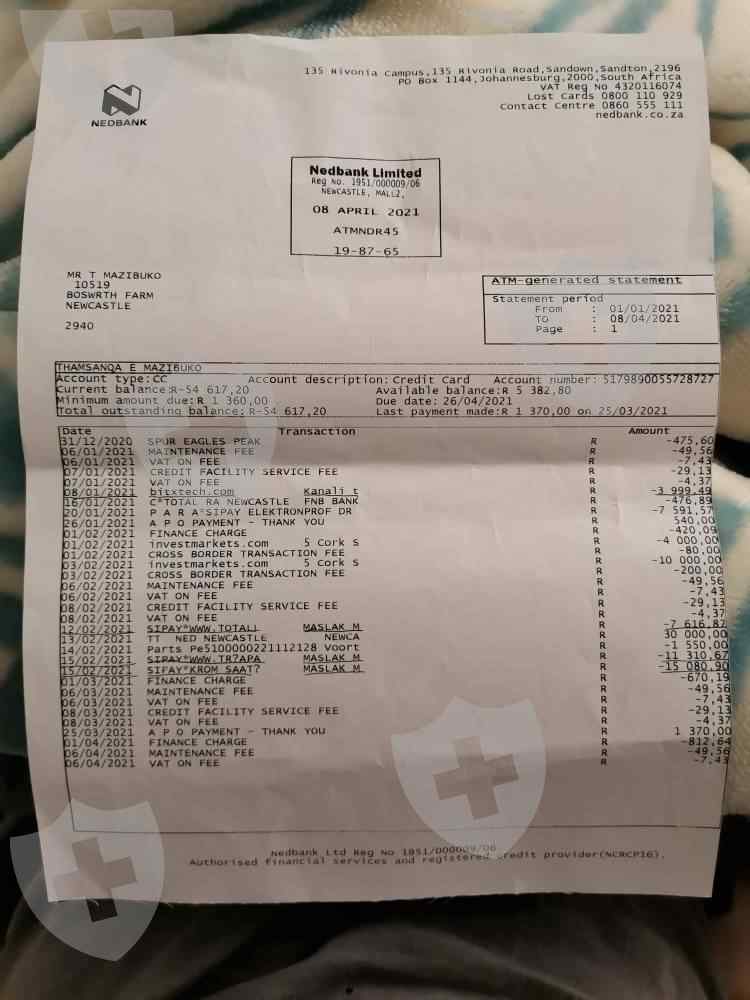 135 Rivonia Campus,135 Rivonia Road,Sandown,Sandton,2196
PO Box 1144,Johannesburg,2000,South Africa
VAT Reg No 4320116074
Lost Cards 0800 110 929
Contact Centre 0860 555 111
nedbank.co.za
NEDBANK
Nedbank Limited
Reg No. 1951/000009/06
NEWCASTLE, MALL2,
08 APRIL 2021
ATMNDR45
19-87-65
MR T MAZIBUKO
10519
BOSWRTH FARM
NEWCASTLE
2940
ATM-generated statement
Statement period
From : 01/01/2021
TO : 08/04/2021
Page : 1
THAMSANQA E MAZIBUKO
Account type:CC Account description:Credit Card Account number: 5179890055728727
Current balance:R-54 617,20 Available balance:R 5 382,80
Minimum amount due:R 1 360,00 Due date:26/04/2021
Total outstanding balance:R-54 617,20 Last payment made:R 1 370,00 on 25/03/2021
Date Transaction Amount
31/12/2020 SPUR EAGLES PEAK R -475,60
06/01/2021 MAINTENANCE FEE R -49,56
06/01/2021 VAT ON FEE R -7,43
07/01/2021 CREDIT FACILITY SERVICE FEE R -29,13
07/01/2021 VAT ON FEE R -4,37
08/01/2021 bitxtech.com Kanali t R -3 999,49
16/01/2021 C*TOTAL RA NEWCASTLE FNB BANK R -476,89
20/01/2021 P A R A*SIPAY ELEKTRONPROF DR R -7 591,57
26/01/2021 A P O PAYMENT - THANK YOU R 540,00
01/02/2021 FINANCE CHARGE R -420,09
01/02/2021 investmarkets.com 5 Cork S R -4 000,00
01/02/2021 CROSS BORDER TRANSACTION FEE R -80,00
03/02/2021 investmarkets.com 5 Cork S R -10 000,00
03/02/2021 CROSS BORDER TRANSACTION FEE R -200,00
06/02/2021 MAINTENANCE FEE R -49,56
06/02/2021 VAT ON FEE R -7,43
08/02/2021 CREDIT FACILITY SERVICE FEE R -29,13
08/02/2021 VAT ON FEE R -4,37
12/02/2021 SIPAY*WWW.TOTALI MASLAK M R -7 616,87
13/02/2021 TT NED NEWCASTLE NEWCA R 30 000,00
14/02/2021 Parts Pe5100000221112128 Voort R -1 550,00
15/02/2021 SIPAY*WWW.TR?APA MASLAK M R -11 310,67
15/02/2021 SIPAY*KROM SAAT? MASLAK M R -15 080,90
01/03/2021 FINANCE CHARGE R -670,19
06/03/2021 MAINTENANCE FEE R -49,56
06/03/2021 VAT ON FEE R -7,43
08/03/2021 CREDIT FACILITY SERVICE FEE R -29,13
08/03/2021 VAT ON FEE R -4,37
25/03/2021 A P O PAYMENT - THANK YOU R 1 370,00
01/04/2021 FINANCE CHARGE R -812,64
06/04/2021 MAINTENANCE FEE R -49,56
06/04/2021 VAT ON FEE R -7,43
Nedbank Ltd Reg No 1951/000009/06
Authorised financial services and registered credit provider(NCRCP16).